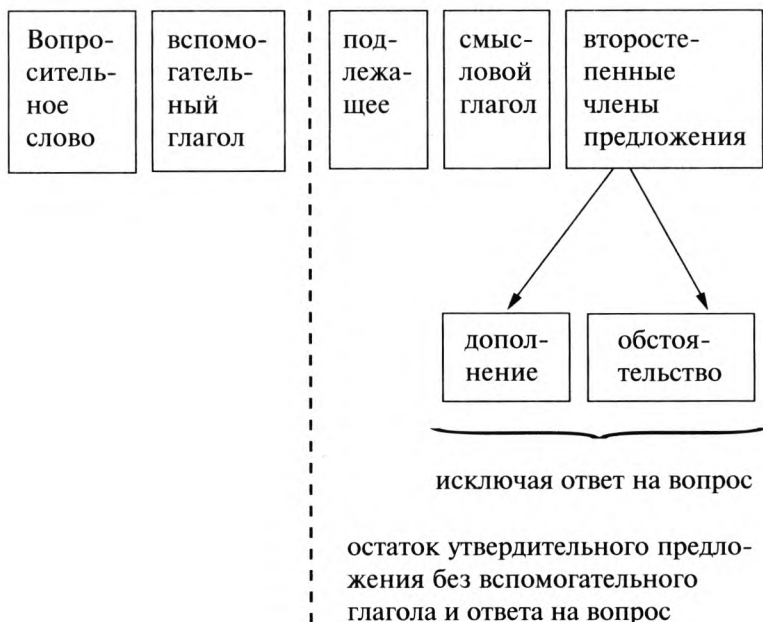 Вопро-
ситель-
ное
слово
вспомо-
гатель-
ный
глагол
под-
лежа-
щее
смыс-
ловой
глагол
второсте-
пенные
члены
предложения
допол-
нение
обстоя-
тельство
исключая ответ на вопрос
остаток утвердительного предло-
жения без вспомогательного
глагола и ответа на вопрос